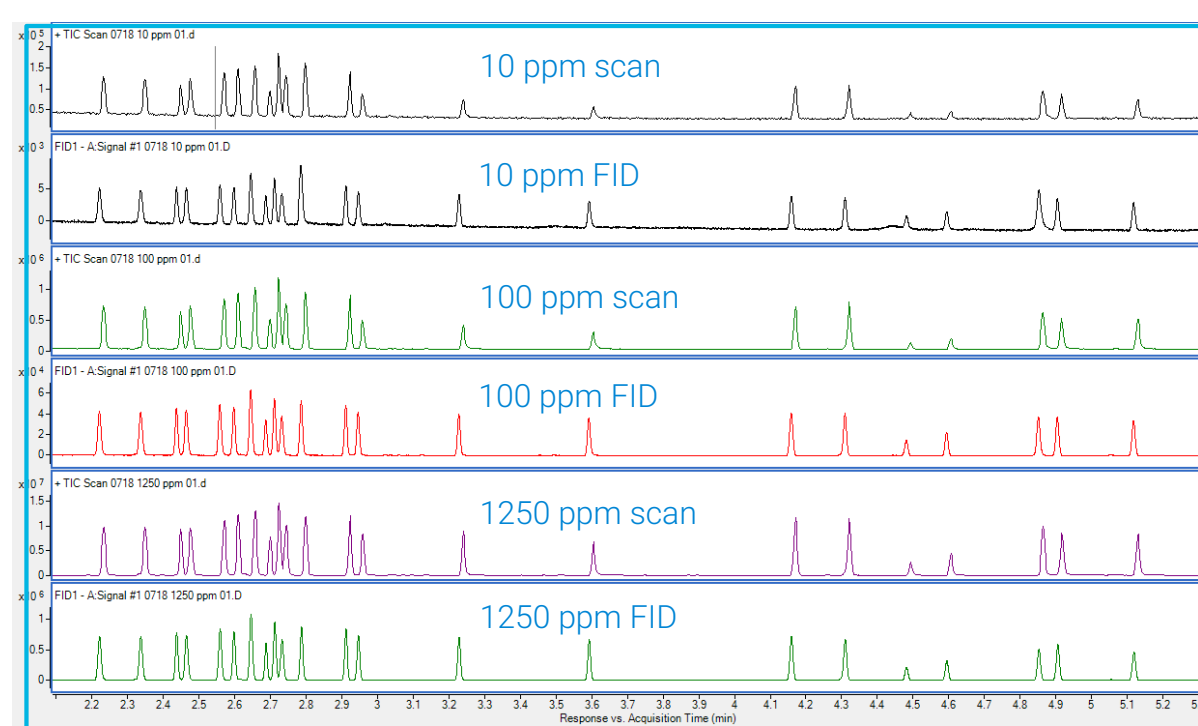 x 10 5 + TIC Scan 0718 10 ppm 01.d
2
1.5
1
0.5
10 ppm scan
x 10 3 FID1 - A:Signal #1 0718 10 ppm 01.D
5
0
10 ppm FID
x 10 6 + TIC Scan 0718 100 ppm 01.d
1
0.5
0
100 ppm scan
x 10 4 FID1 - A:Signal #1 0718 100 ppm 01.D
6
4
2
0
100 ppm FID
x 10 7 + TIC Scan 0718 1250 ppm 01.d
1.5
1
0.5
0
1250 ppm scan
x 10 6 FID1 - A:Signal #1 0718 1250 ppm 01.D
1
0.5
0
1250 ppm FID
2.2 2.3 2.4 2.5 2.6 2.7 2.8 2.9 3 3.1 3.2 3.3 3.4 3.5 3.6 3.7 3.8 3.9 4 4.1 4.2 4.3 4.4 4.5 4.6 4.7 4.8 4.9 5 5.1 5.2
Response vs. Acquisition Time (min)